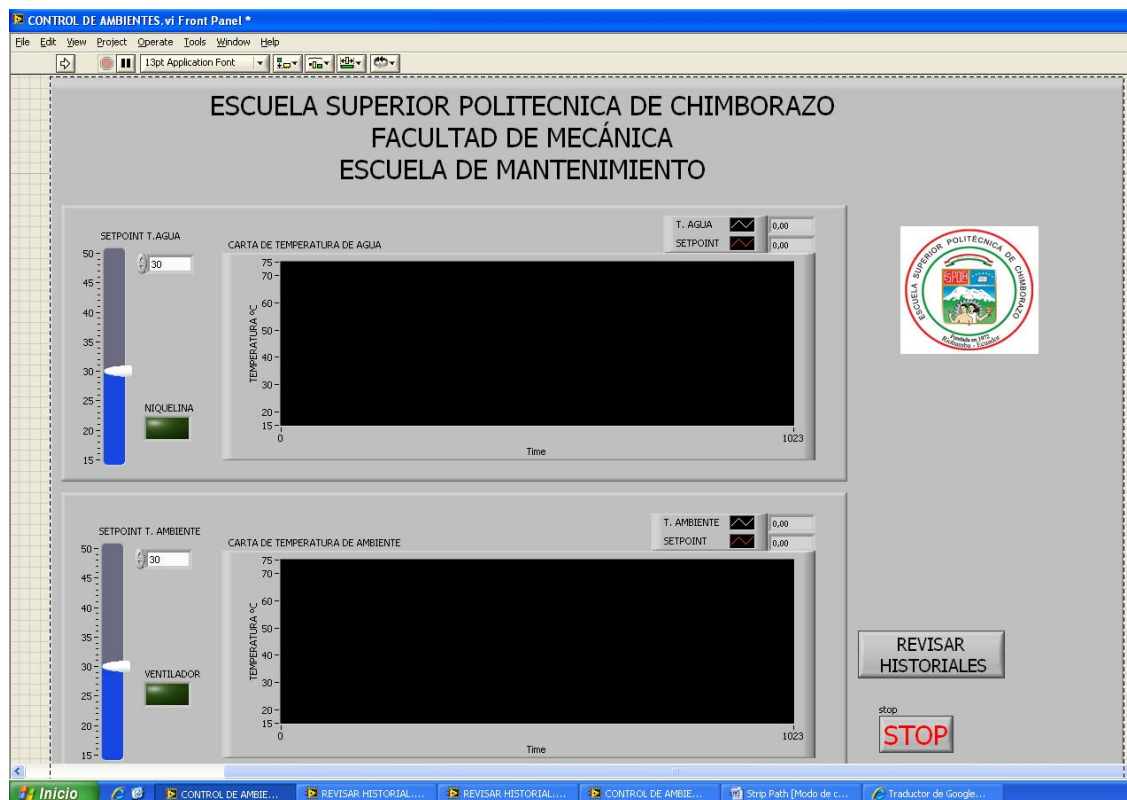 CONTROL DE AMBIENTES.vi Front Panel *
File Edit View Project Operate Tools Window Help
13pt Application Font
ESCUELA SUPERIOR POLITECNICA DE CHIMBORAZO
FACULTAD DE MECÁNICA
ESCUELA DE MANTENIMIENTO
SETPOINT T.AGUA
30
50
45
40
35
30
25
20
15
NIQUELINA
CARTA DE TEMPERATURA DE AGUA
T. AGUA 0,00
SETPOINT 0,00
TEMPERATURA ºC
75
70
60
50
40
30
20
15
0 1023
Time
ESCUELA SUPERIOR POLITÉCNICA DE CHIMBORAZO
ESPOCH
Fundada en 1972
Riobamba - Ecuador
SETPOINT T. AMBIENTE
30
50
45
40
35
30
25
20
15
VENTILADOR
CARTA DE TEMPERATURA DE AMBIENTE
T. AMBIENTE 0,00
SETPOINT 0,00
TEMPERATURA ºC
75
70
60
50
40
30
20
15
0 1023
Time
REVISAR
HISTORIALES
stop
STOP
Inicio CONTROL DE AMBIE... REVISAR HISTORIAL.... REVISAR HISTORIAL.... CONTROL DE AMBIE... Strip Path [Modo de c... Traductor de Google...